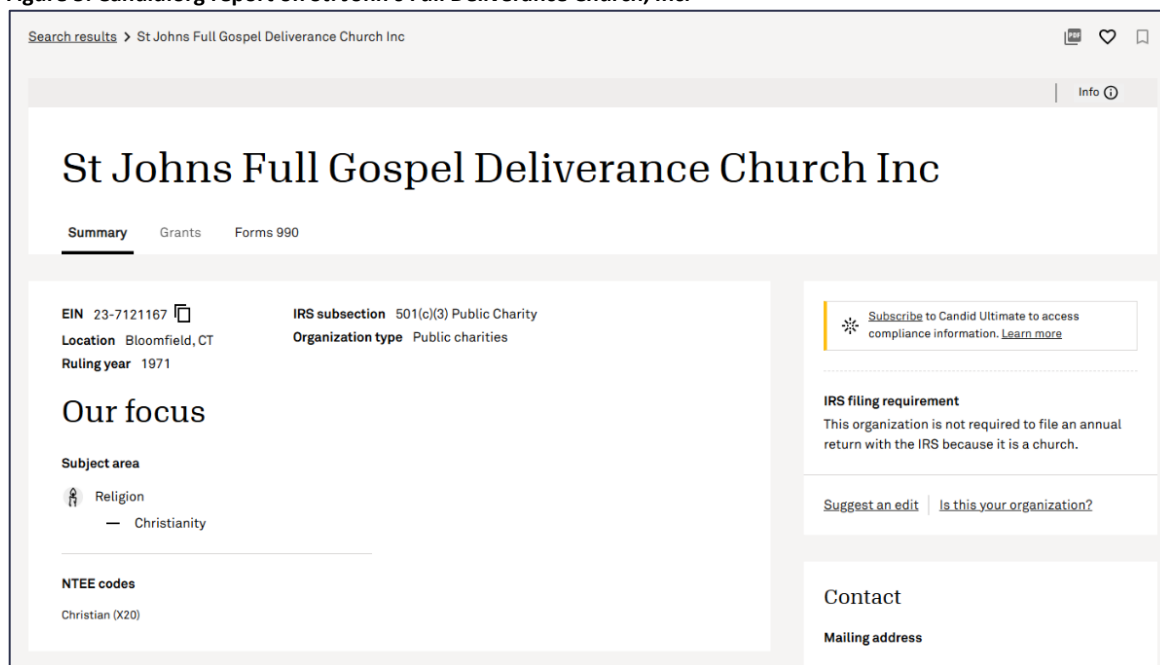 Search results > St Johns Full Gospel Deliverance Church Inc
PDF
Info
St Johns Full Gospel Deliverance Church Inc
Summary Grants Forms 990
EIN 23-7121167
Location Bloomfield, CT
Ruling year 1971
IRS subsection 501(c)(3) Public Charity
Organization type Public charities
Our focus
Subject area
Religion
— Christianity
NTEE codes
Christian (X20)
Subscribe to Candid Ultimate to access
compliance information. Learn more
IRS filing requirement
This organization is not required to file an annual
return with the IRS because it is a church.
Suggest an edit | Is this your organization?
Contact
Mailing address